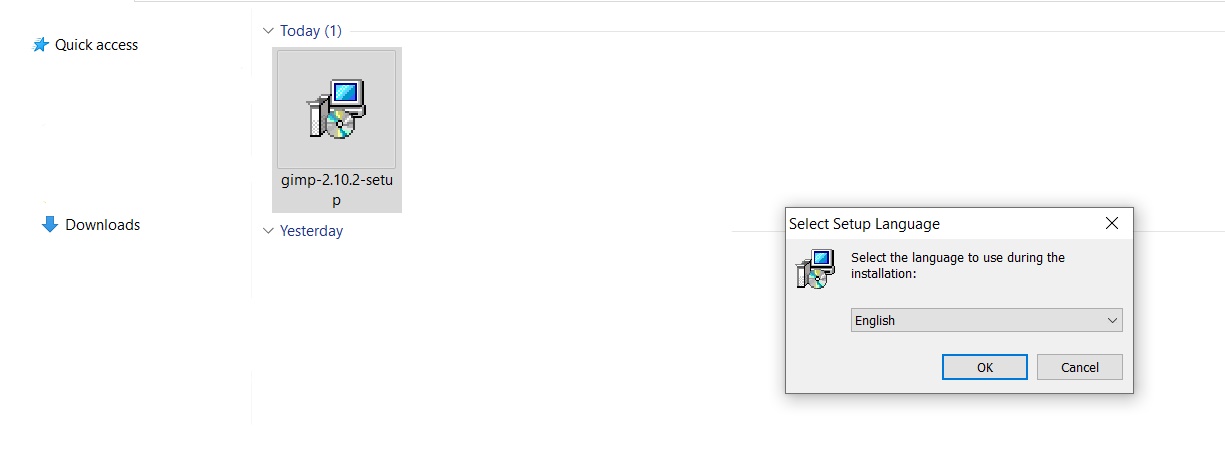 Quick access
Downloads
Today (1)
gimp-2.10.2-setu
p
Yesterday
Select Setup Language
Select the language to use during the
installation:
English
OK
Cancel